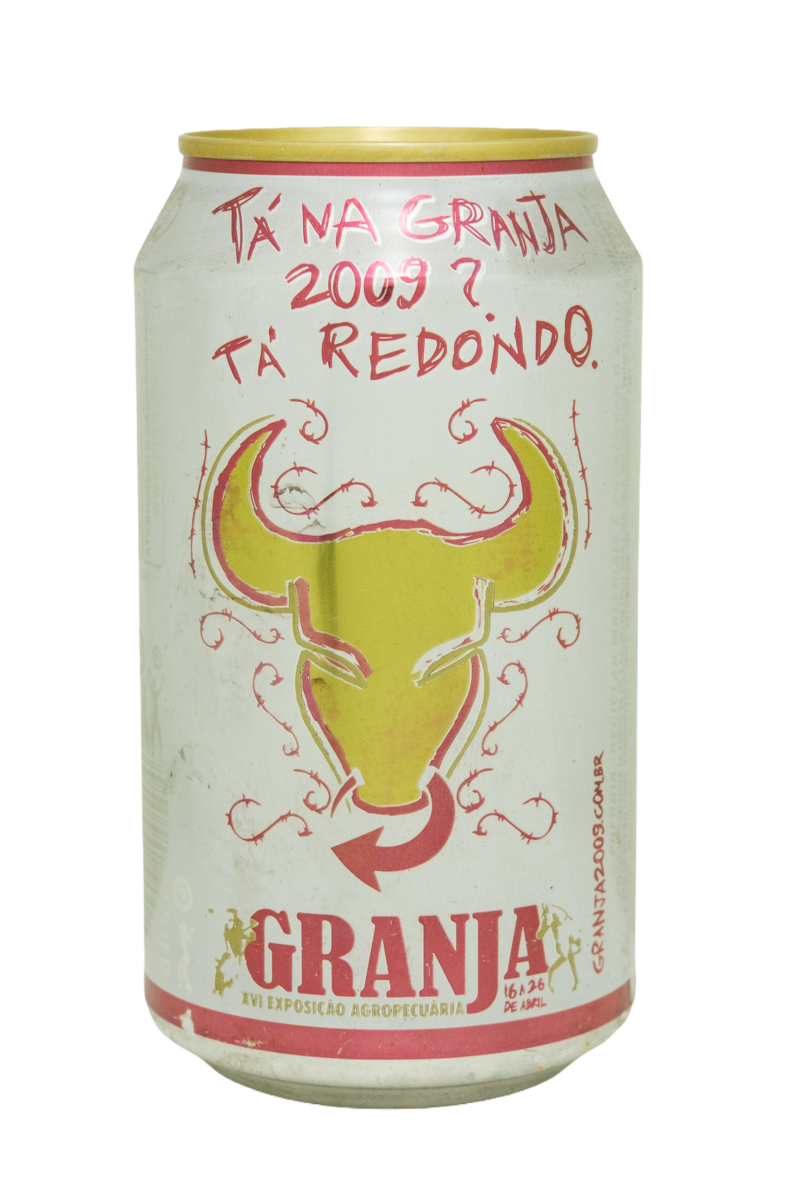 TÁ NA GRANJA
2009?
TÁ REDONDO.
GRANJA2009.COM.BR
GRANJA
XVI EXPOSIÇÃO AGROPECUÁRIA
16 A 26
DE ABRIL